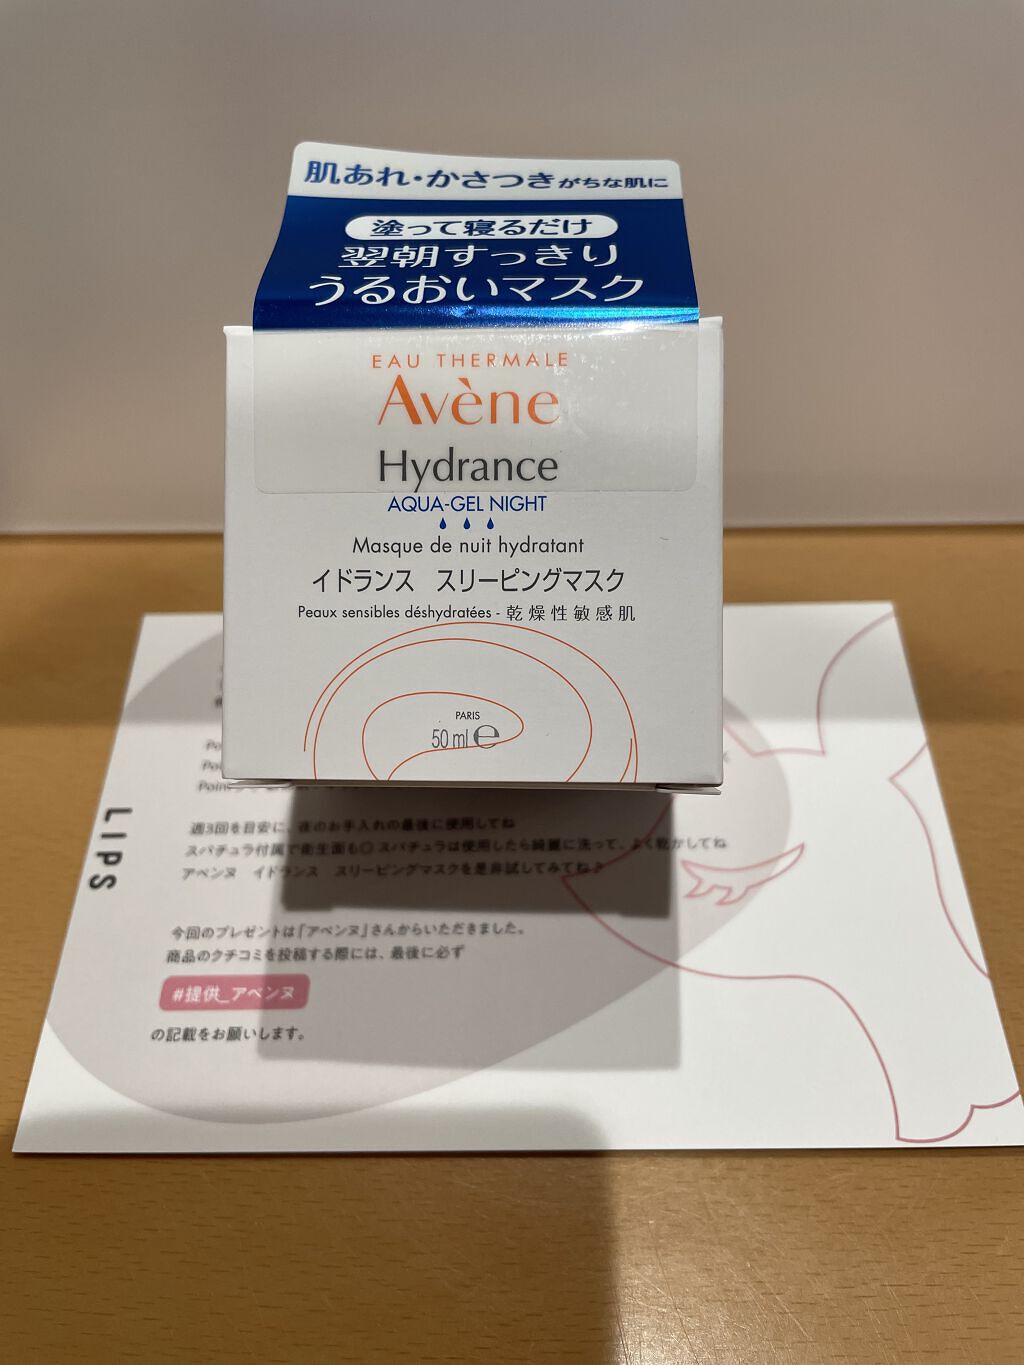 肌あれ・かさつきがちな肌に
塗って寝るだけ
翌朝すっきり
うるおいマスク
EAU THERMALE
Avène
Hydrance
AQUA-GEL NIGHT
Masque de nuit hydratant
イドランス スリーピングマスク
Peaux sensibles déshydratées - 乾燥性敏感肌
PARIS
50 ml ℮
LIPS
週3回を目安に、夜のお手入れの最後に使用してね
スパチュラ付属で衛生面も◎ スパチュラは使用したら綺麗に洗って、よく乾かしてね
アベンヌ イドランス スリーピングマスクを是非試してみてね♪
今回のプレゼントは「アベンヌ」さんからいただきました。
商品のクチコミを投稿する際には、最後に必ず
#提供_アベンヌ
の記載をお願いします。